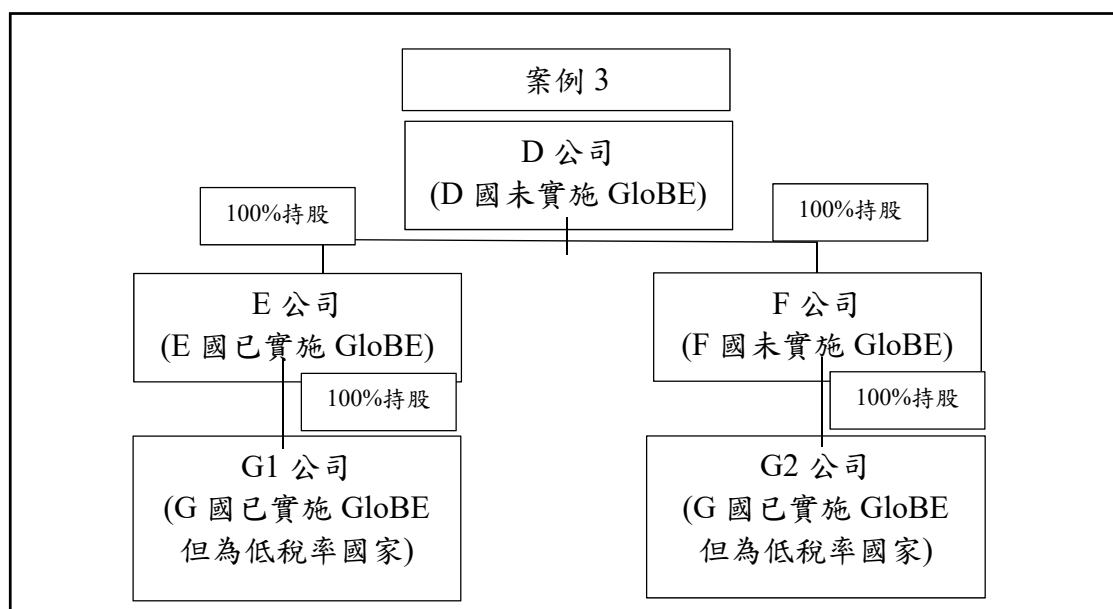 案例 3
D 公司
(D 國未實施 GloBE)
100%持股
100%持股
E 公司
(E 國已實施 GloBE)
F 公司
(F 國未實施 GloBE)
100%持股
100%持股
G1 公司
(G 國已實施 GloBE
但為低稅率國家)
G2 公司
(G 國已實施 GloBE
但為低稅率國家)